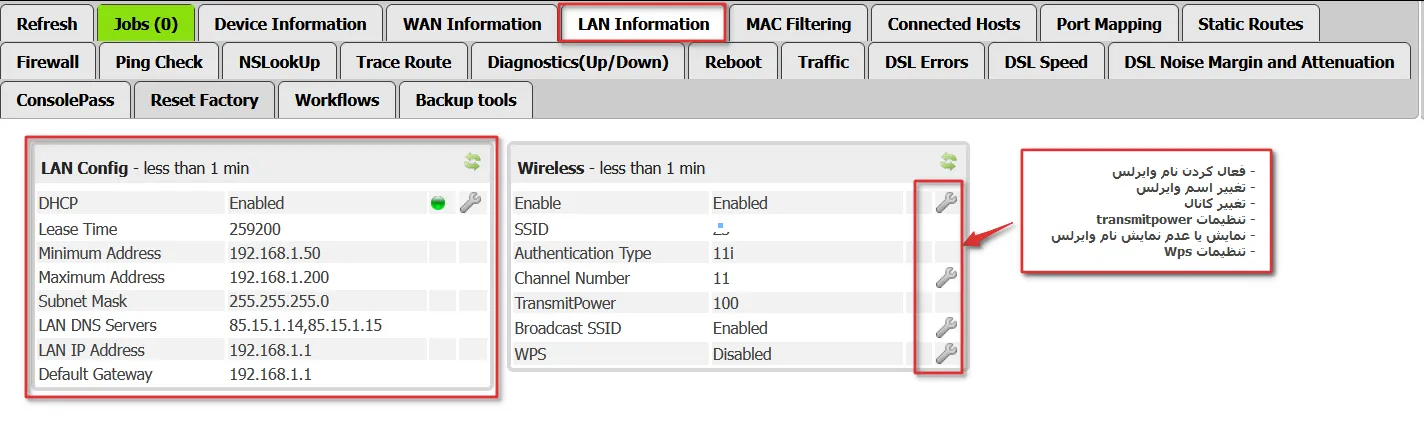 Refresh
Jobs (0)
Device Information
WAN Information
LAN Information
MAC Filtering
Connected Hosts
Port Mapping
Static Routes
Firewall
Ping Check
NSLookUp
Trace Route
Diagnostics(Up/Down)
Reboot
Traffic
DSL Errors
DSL Speed
DSL Noise Margin and Attenuation
ConsolePass
Reset Factory
Workflows
Backup tools
LAN Config - less than 1 min
DHCP Enabled
Lease Time 259200
Minimum Address 192.168.1.50
Maximum Address 192.168.1.200
Subnet Mask 255.255.255.0
LAN DNS Servers 85.15.1.14,85.15.1.15
LAN IP Address 192.168.1.1
Default Gateway 192.168.1.1
Wireless - less than 1 min
Enable Enabled
SSID
Authentication Type 11i
Channel Number 11
TransmitPower 100
Broadcast SSID Enabled
WPS Disabled
- فعال کردن نام وایرلس
- تغییر اسم وایرلس
- تغییر کانال
- تنظیمات transmitpower
- نمایش یا عدم نمایش نام وایرلس
- تنظیمات Wps